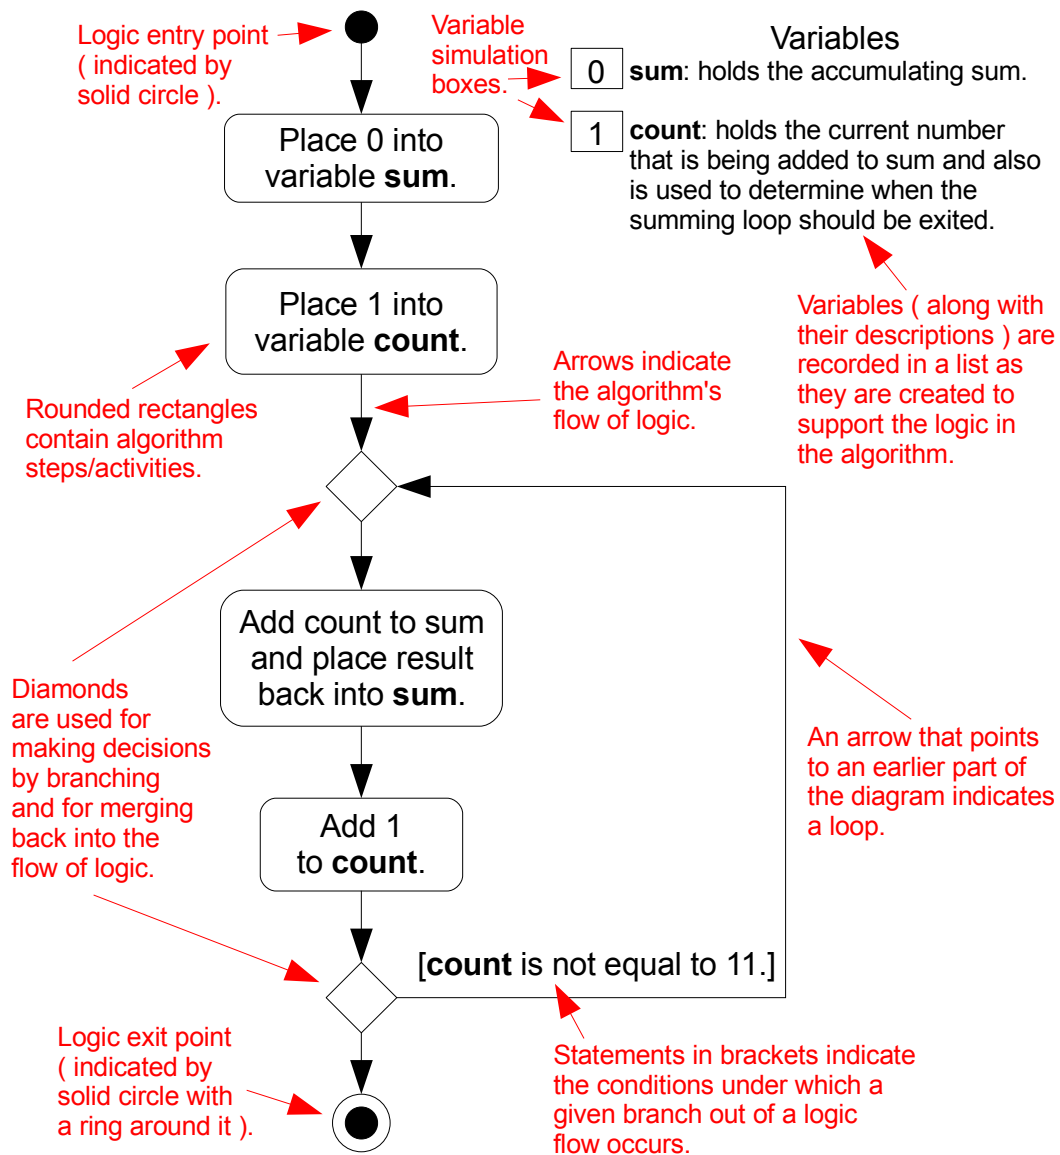 Logic entry point
( indicated by
solid circle ).
Variable
simulation
boxes.
Variables
0
sum: holds the accumulating sum.
1
count: holds the current number
that is being added to sum and also
is used to determine when the
summing loop should be exited.
Place 0 into
variable sum.
Place 1 into
variable count.
Variables ( along with
their descriptions ) are
recorded in a list as
they are created to
support the logic in
the algorithm.
Arrows indicate
the algorithm's
flow of logic.
Rounded rectangles
contain algorithm
steps/activities.
Add count to sum
and place result
back into sum.
Diamonds
are used for
making decisions
by branching
and for merging
back into the
flow of logic.
An arrow that points
to an earlier part of
the diagram indicates
a loop.
Add 1
to count.
[count is not equal to 11.]
Logic exit point
( indicated by
solid circle with
a ring around it ).
Statements in brackets indicate
the conditions under which a
given branch out of a logic
flow occurs.